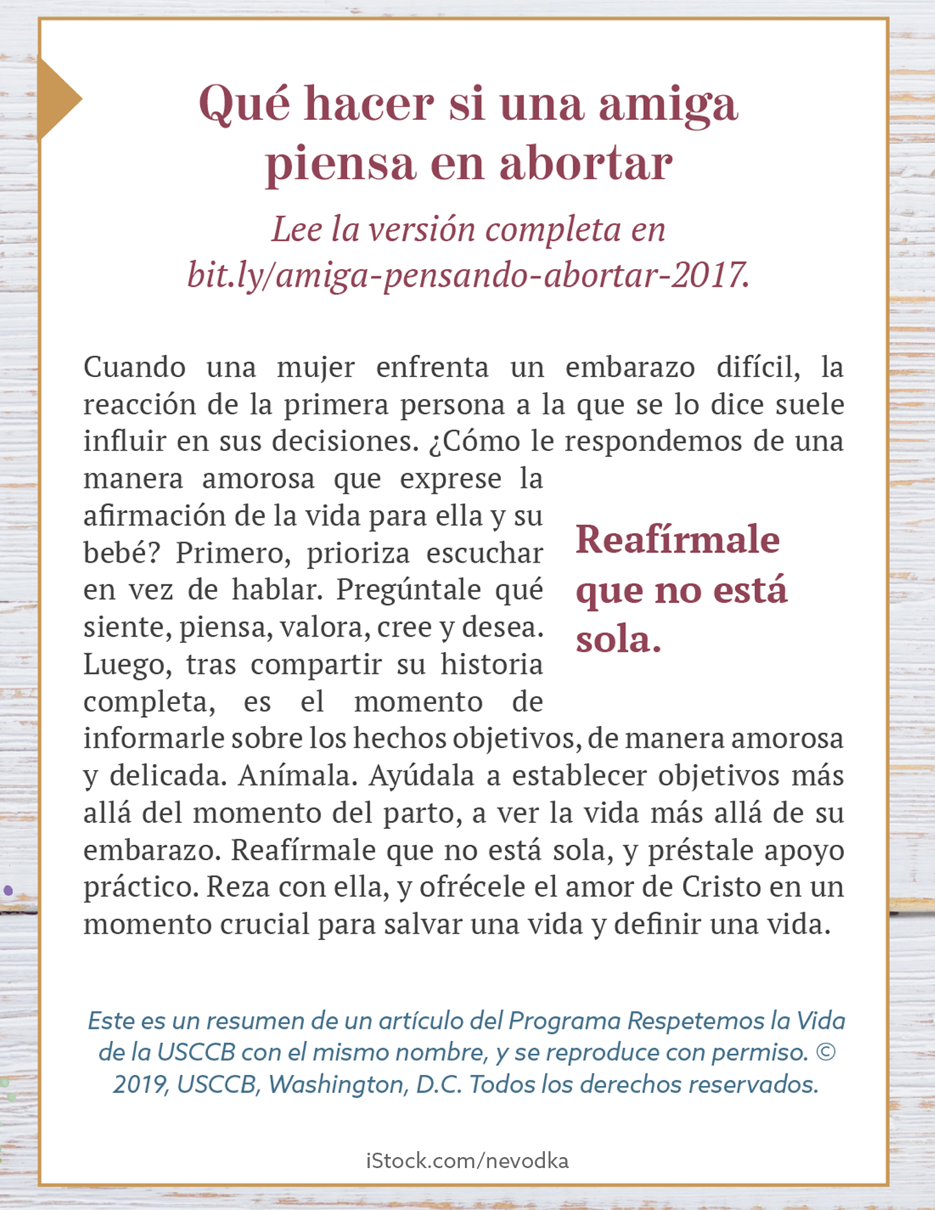 Qué hacer si una amiga
piensa en abortar
Lee la versión completa en
bit.ly/amiga-pensando-abortar-2017.
Cuando una mujer enfrenta un embarazo difícil, la
reacción de la primera persona a la que se lo dice suele
influir en sus decisiones. ¿Cómo le respondemos de una
manera amorosa que exprese la
afirmación de la vida para ella y su
bebé? Primero, prioriza escuchar
en vez de hablar. Pregúntale qué
siente, piensa, valora, cree y desea.
Luego, tras compartir su historia
completa, es el momento de
informarle sobre los hechos objetivos, de manera amorosa
y delicada. Anímala. Ayúdala a establecer objetivos más
allá del momento del parto, a ver la vida más allá de su
embarazo. Reafírmale que no está sola, y préstale apoyo
práctico. Reza con ella, y ofrécele el amor de Cristo en un
momento crucial para salvar una vida y definir una vida.
Reafírmale
que no está
sola.
Este es un resumen de un artículo del Programa Respetemos la Vida
de la USCCB con el mismo nombre, y se reproduce con permiso. ©
2019, USCCB, Washington, D.C. Todos los derechos reservados.
iStock.com/nevodka